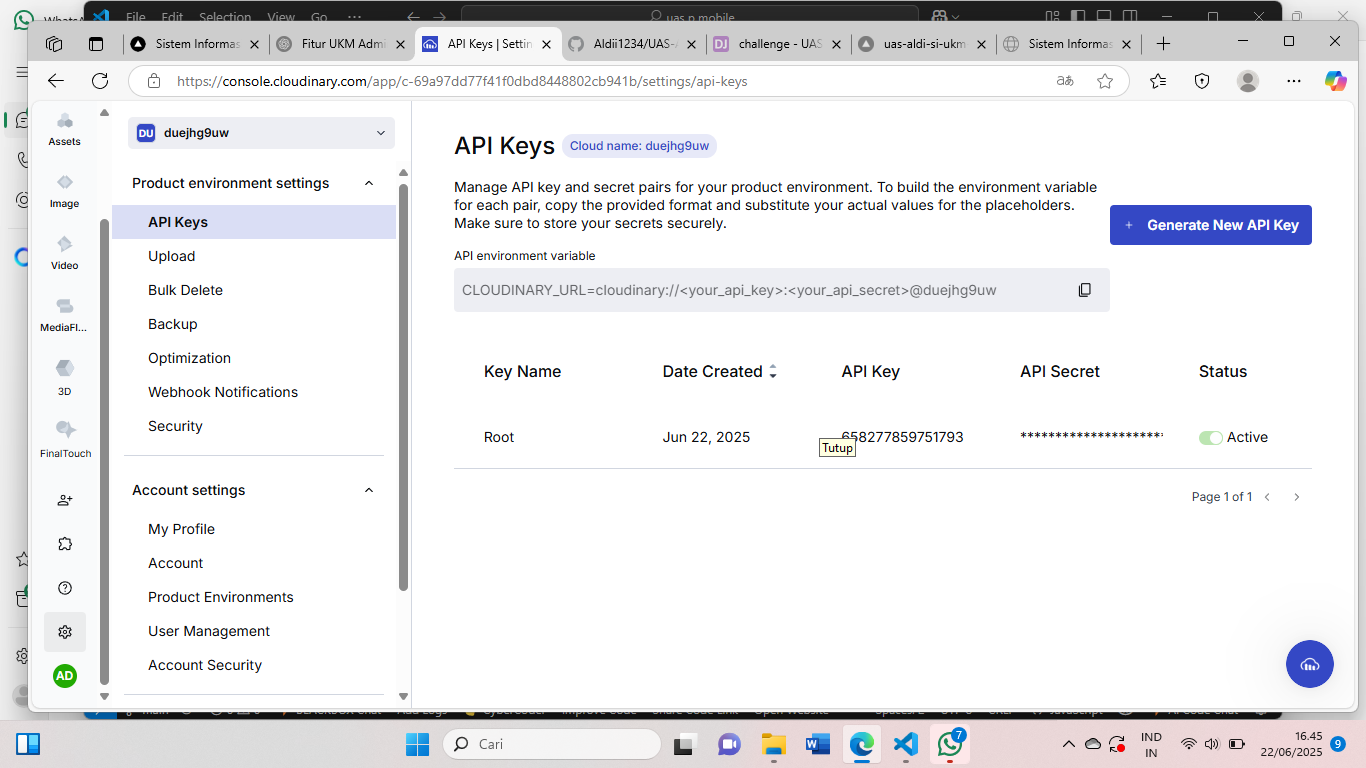 File Edit Selection View Go ...
uas p mobile
Sistem Informas
Fitur UKM Admi
API Keys | Settin
Aldii1234/UAS-A
challenge - UAS
uas-aldi-si-ukm
Sistem Informas
https://console.cloudinary.com/app/c-69a97dd77f41f0dbd8448802cb941b/settings/api-keys
Assets
Image
Video
MediaFl...
3D
FinalTouch
AD
DU duejhg9uw
Product environment settings
API Keys
Upload
Bulk Delete
Backup
Optimization
Webhook Notifications
Security
Account settings
My Profile
Account
Product Environments
User Management
Account Security
API Keys Cloud name: duejhg9uw
Manage API key and secret pairs for your product environment. To build the environment variable
for each pair, copy the provided format and substitute your actual values for the placeholders.
Make sure to store your secrets securely.
+ Generate New API Key
API environment variable
CLOUDINARY_URL=cloudinary://<your_api_key>:<your_api_secret>@duejhg9uw
Key Name Date Created API Key API Secret Status
Root Jun 22, 2025 658277859751793 ********************* Active
Tutup
Page 1 of 1
Cari
7
IND
IN
16.45
22/06/2025
9